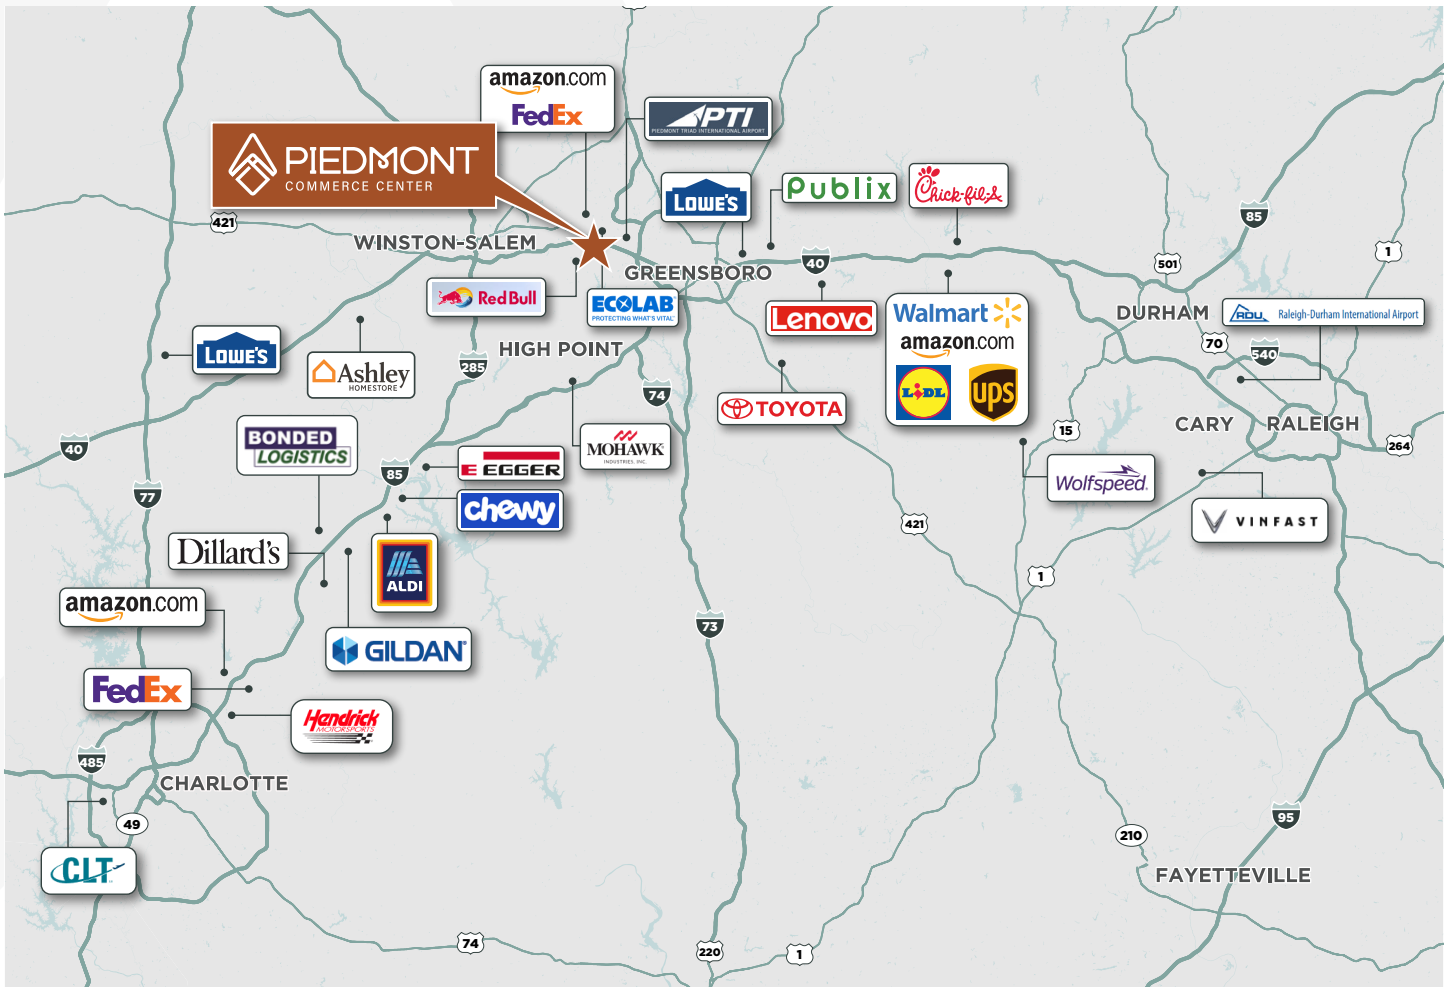 amazon.com
FedEx
PTI
PIEDMONT TRIAD INTERNATIONAL AIRPORT
PIEDMONT
COMMERCE CENTER
LOWE'S
Publix
Chick-fil-A
421
WINSTON-SALEM
85
1
501
40
GREENSBORO
RedBull
ECOLAB
PROTECTING WHAT'S VITAL
Lenovo
Walmart
amazon.com
LIDL
ups
DURHAM
RDU
Raleigh-Durham International Airport
70
540
LOWE'S
Ashley
HOMESTORE
HIGH POINT
285
74
TOYOTA
15
CARY
RALEIGH
264
40
BONDED
LOGISTICS
MOHAWK
INDUSTRIES, INC.
E EGGER
85
77
chewy
Wolfspeed
VINFAST
421
Dillard's
ALDI
1
amazon.com
GILDAN
73
FedEx
Hendrick
MOTORSPORTS
485
CHARLOTTE
49
CLT
95
210
FAYETTEVILLE
74
220
1